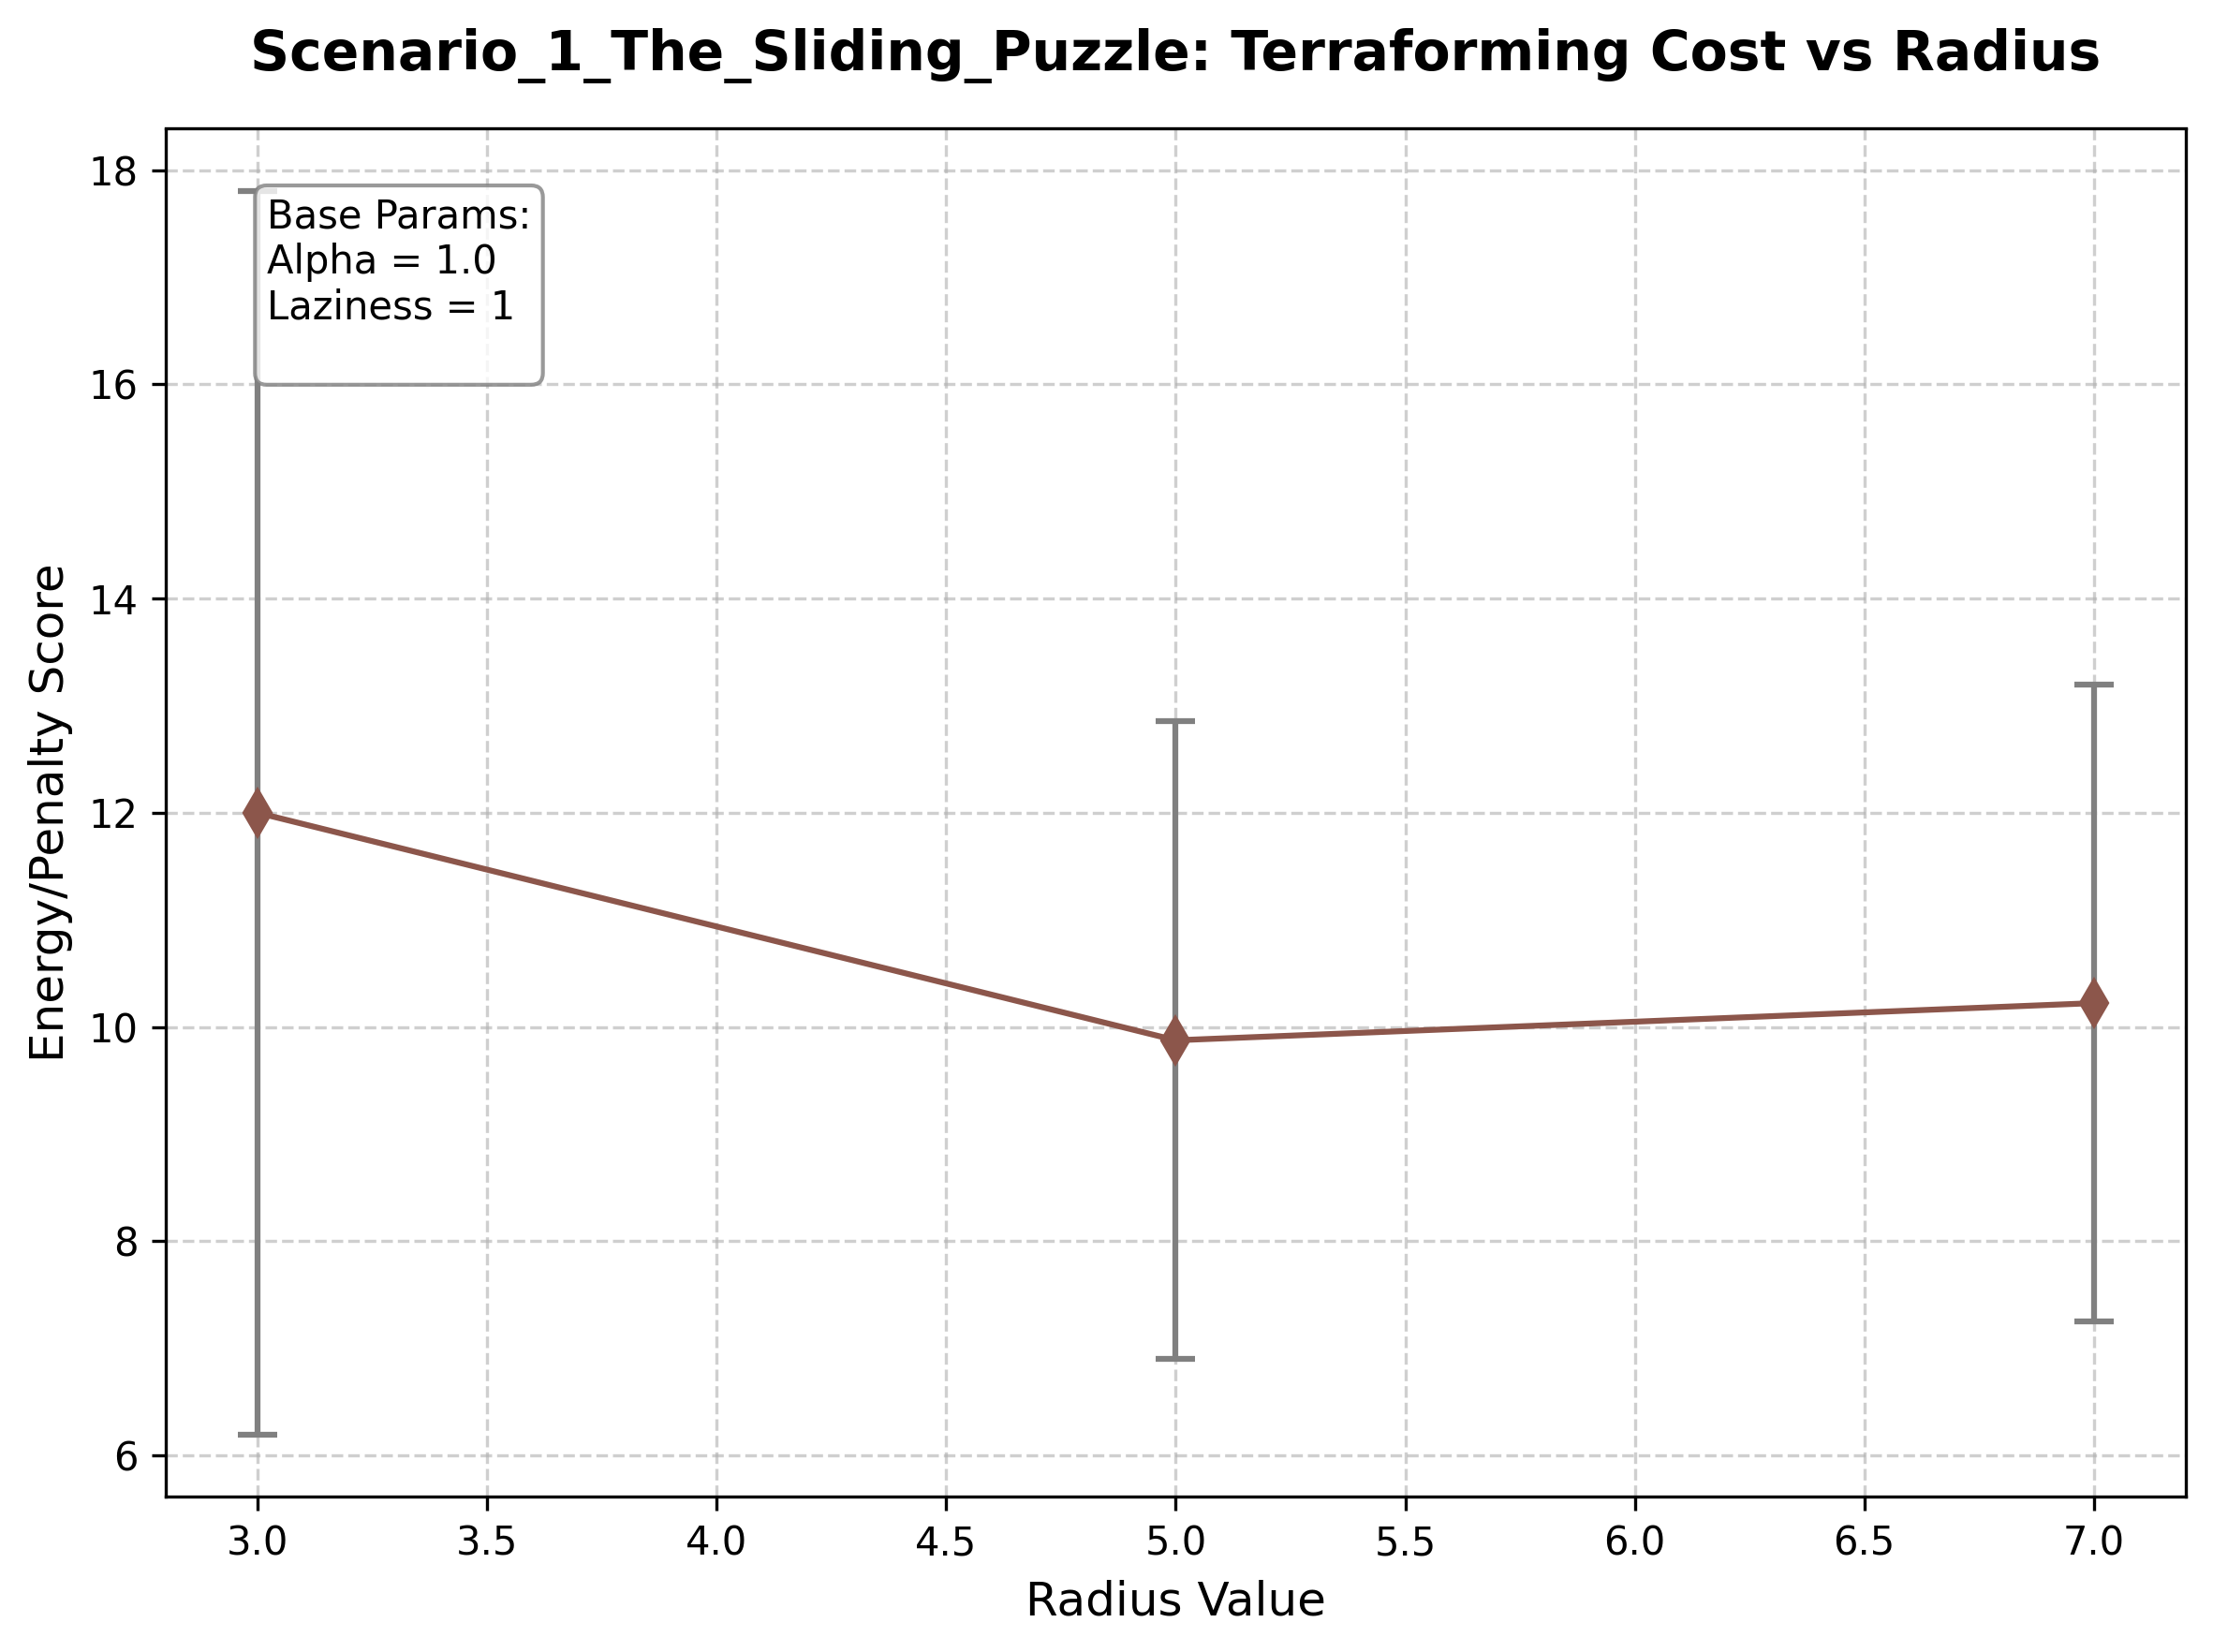 Scenario_1_The_Sliding_Puzzle: Terraforming Cost vs Radius
18
16
14
12
10
8
6
Energy/Penalty Score
Base Params:
Alpha = 1.0
Laziness = 1
3.0 3.5 4.0 4.5 5.0 5.5 6.0 6.5 7.0
Radius Value